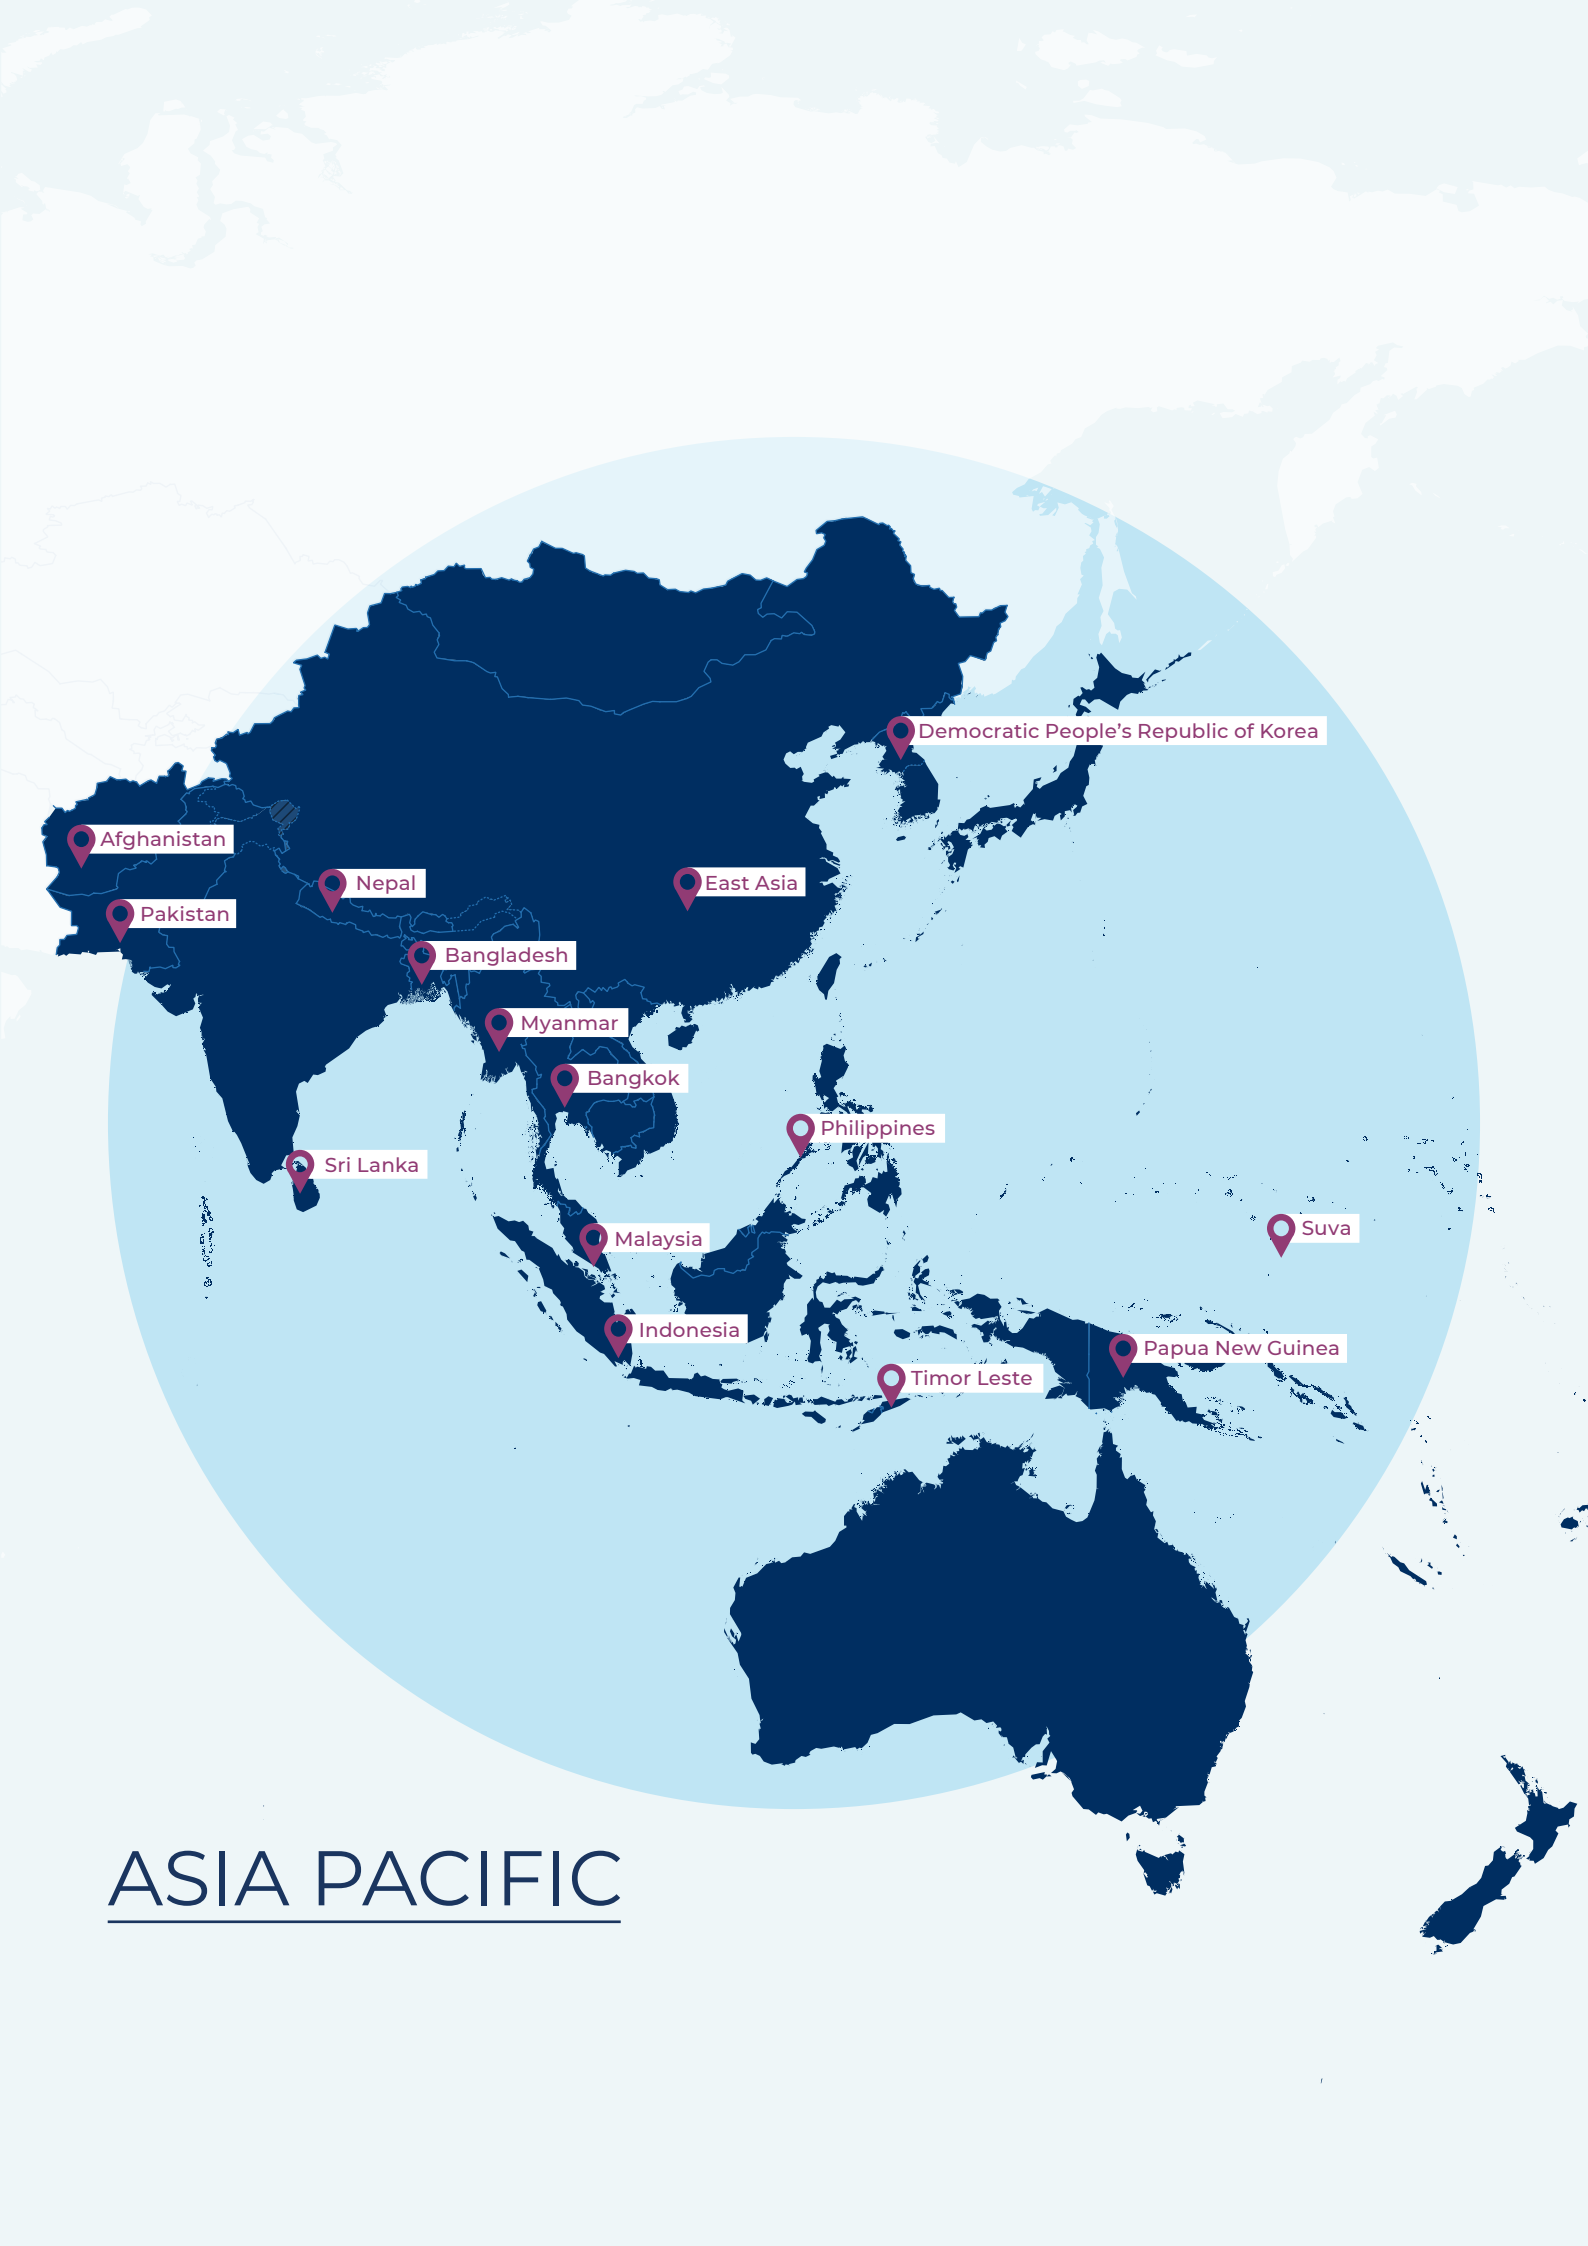 Democratic People’s Republic of Korea
Afghanistan
Nepal
East Asia
Pakistan
Bangladesh
Myanmar
Bangkok
Philippines
Sri Lanka
Suva
Malaysia
Indonesia
Papua New Guinea
Timor Leste
ASIA PACIFIC